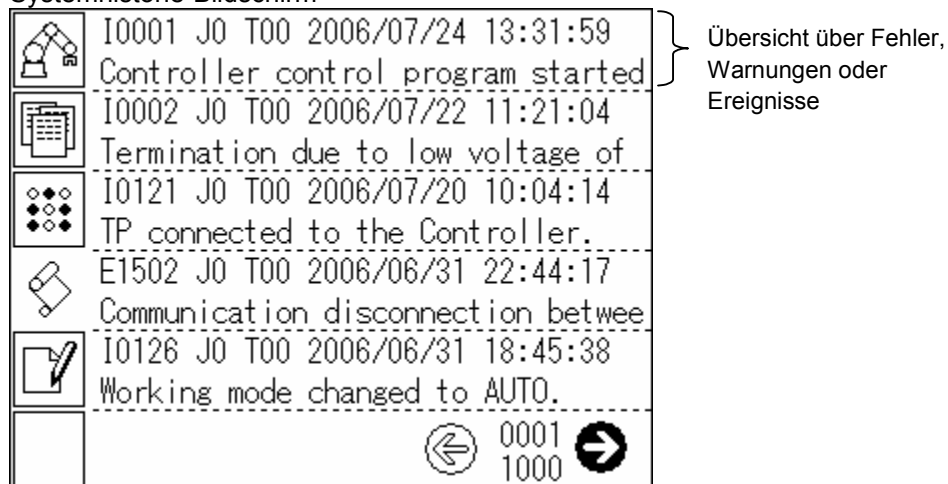 Systemhistorie-Bildschirm
I0001 J0 T00 2006/07/24 13:31:59
Controller control program started
I0002 J0 T00 2006/07/22 11:21:04
Termination due to low voltage of
I0121 J0 T00 2006/07/20 10:04:14
TP connected to the Controller.
E1502 J0 T00 2006/06/31 22:44:17
Communication disconnection betwee
I0126 J0 T00 2006/06/31 18:45:38
Working mode changed to AUTO.
0001
1000
Übersicht über Fehler,
Warnungen oder
Ereignisse